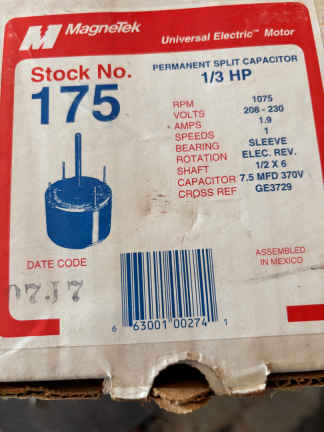 MagneTek
Universal Electric™ Motor
Stock No.
175
PERMANENT SPLIT CAPACITOR
1/3 HP
RPM 1075
VOLTS 208 - 230
AMPS 1.9
SPEEDS 1
BEARING SLEEVE
ROTATION ELEC. REV.
SHAFT 1/2 X 6
CAPACITOR 7.5 MFD 370V
CROSS REF GE3729
DATE CODE
ASSEMBLED
IN MEXICO
6 63001 00274 1